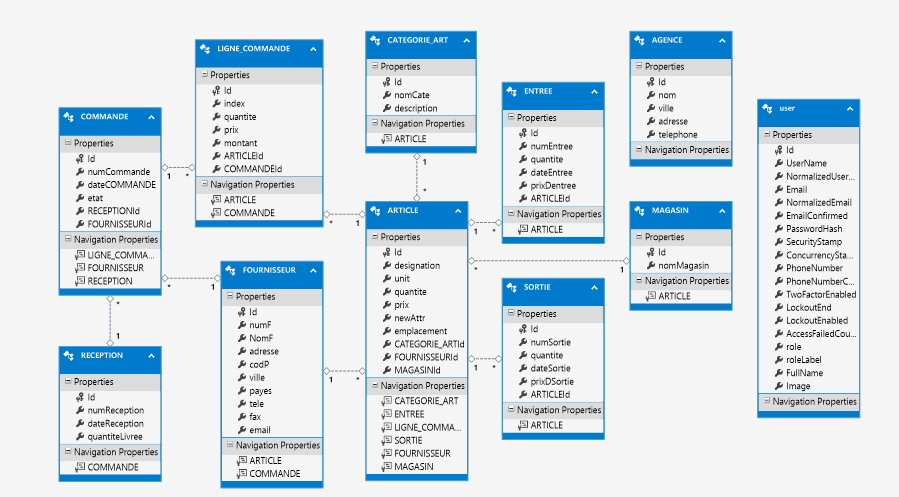 COMMANDE
Properties
Id
numCommande
dateCOMMANDE
etat
RECEPTIONId
FOURNISSEURId
Navigation Properties
LIGNE_COMMA...
FOURNISSEUR
RECEPTION
1
*
*
1
*
1
RECEPTION
Properties
Id
numReception
dateReception
quantiteLivree
Navigation Properties
COMMANDE
LIGNE_COMMANDE
Properties
Id
index
quantite
prix
montant
ARTICLEId
COMMANDEId
Navigation Properties
ARTICLE
COMMANDE
*
1
FOURNISSEUR
Properties
Id
numF
NomF
adresse
codP
ville
payes
tele
fax
email
Navigation Properties
ARTICLE
COMMANDE
1
*
CATEGORIE_ART
Properties
Id
nomCate
description
Navigation Properties
ARTICLE
1
*
ARTICLE
Properties
Id
designation
unit
quantite
prix
newAttr
emplacement
CATEGORIE_ARTId
FOURNISSEURId
MAGASINId
Navigation Properties
CATEGORIE_ART
ENTREE
LIGNE_COMMA...
SORTIE
FOURNISSEUR
MAGASIN
1
*
*
1
1
*
ENTREE
Properties
Id
numEntree
quantite
dateEntree
prixDentree
ARTICLEId
Navigation Properties
ARTICLE
SORTIE
Properties
Id
numSortie
quantite
dateSortie
prixDSortie
ARTICLEId
Navigation Properties
ARTICLE
AGENCE
Properties
Id
nom
ville
adresse
telephone
Navigation Properties
MAGASIN
Properties
Id
nomMagasin
Navigation Properties
ARTICLE
user
Properties
Id
UserName
NormalizedUser...
Email
NormalizedEmail
EmailConfirmed
PasswordHash
SecurityStamp
ConcurrencySta...
PhoneNumber
PhoneNumberC...
TwoFactorEnabled
LockoutEnd
LockoutEnabled
AccessFailedCou...
role
roleLabel
FullName
Image
Navigation Properties